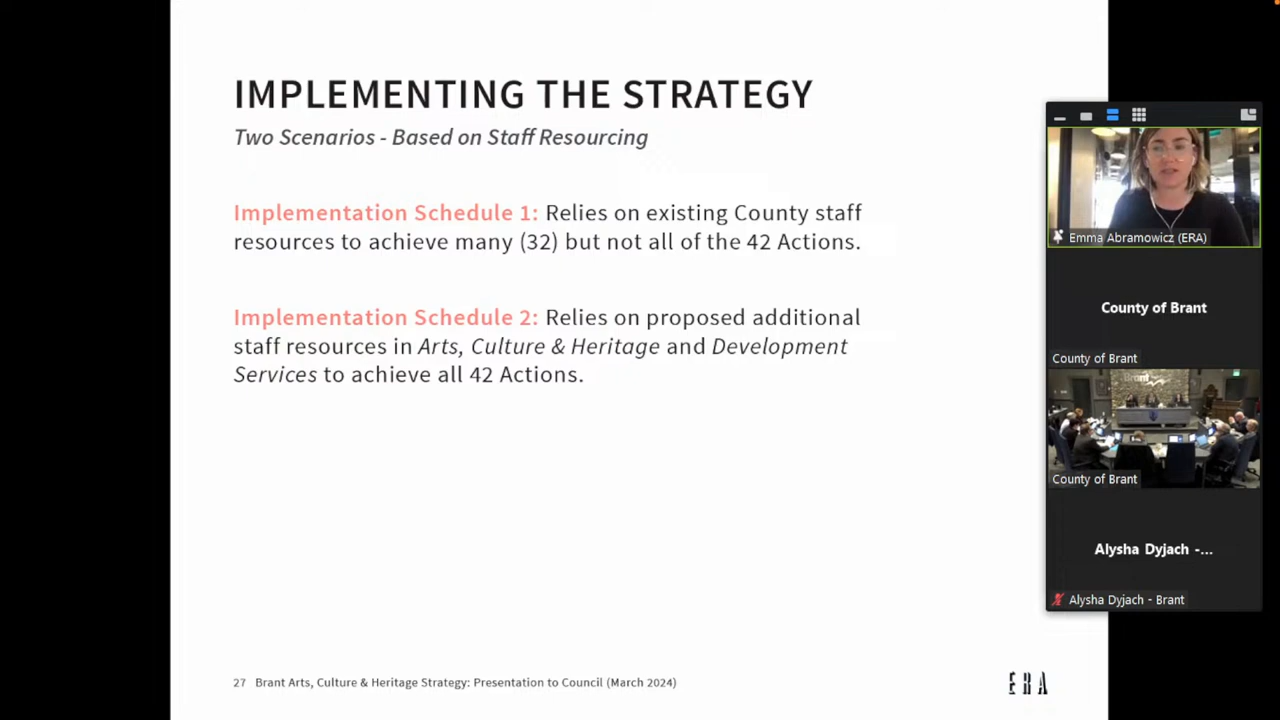 IMPLEMENTING THE STRATEGY
Two Scenarios - Based on Staff Resourcing
Implementation Schedule 1: Relies on existing County staff
resources to achieve many (32) but not all of the 42 Actions.
Implementation Schedule 2: Relies on proposed additional
staff resources in Arts, Culture & Heritage and Development
Services to achieve all 42 Actions.
27 Brant Arts, Culture & Heritage Strategy: Presentation to Council (March 2024)
ERA
Emma Abramowicz (ERA)
County of Brant
County of Brant
Brant
County of Brant
Alysha Dyjach -...
Alysha Dyjach - Brant